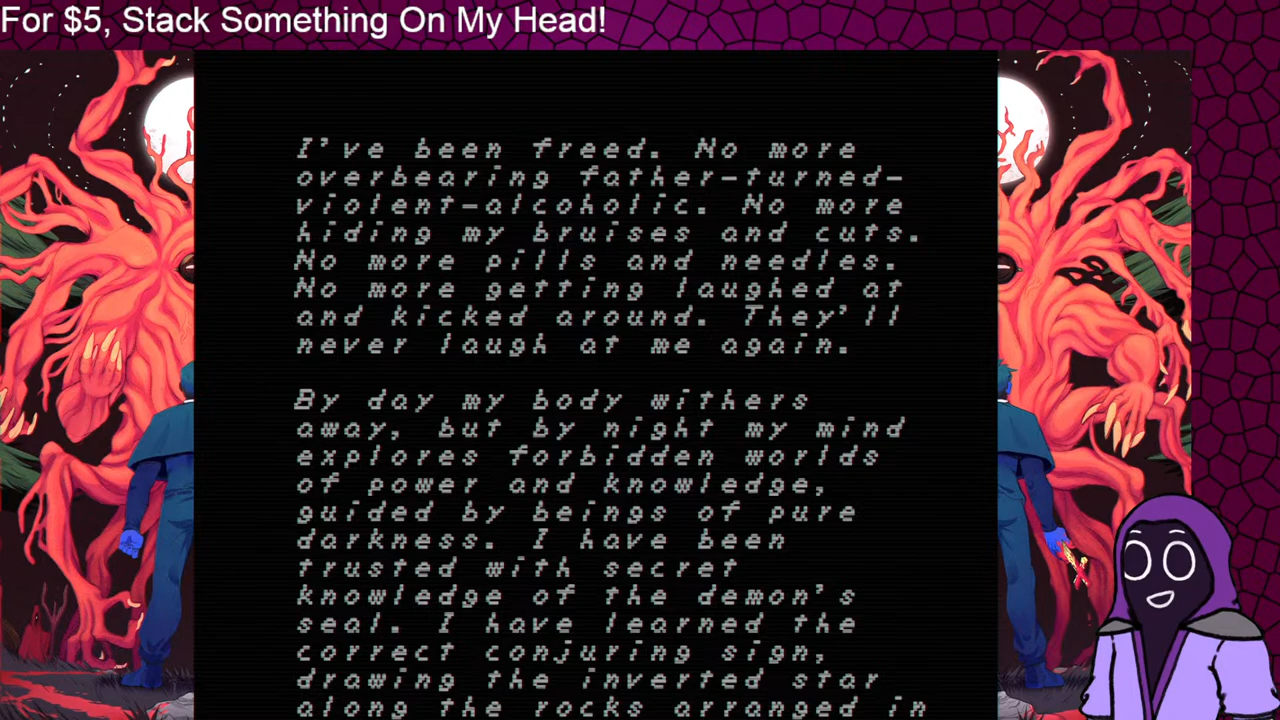 For $5, Stack Something On My Head!
I've been freed. No more
overbearing father-turned-
violent-alcoholic. No more
hiding my bruises and cuts.
No more pills and needles.
No more getting laughed at
and kicked around. They'll
never laugh at me again.
By day my body withers
away, but by night my mind
explores forbidden worlds
of power and knowledge,
guided by beings of pure
darkness. I have been
trusted with secret
knowledge of the demon's
seal. I have learned the
correct conjuring sign,
drawing the inverted star
along the rocks arranged in